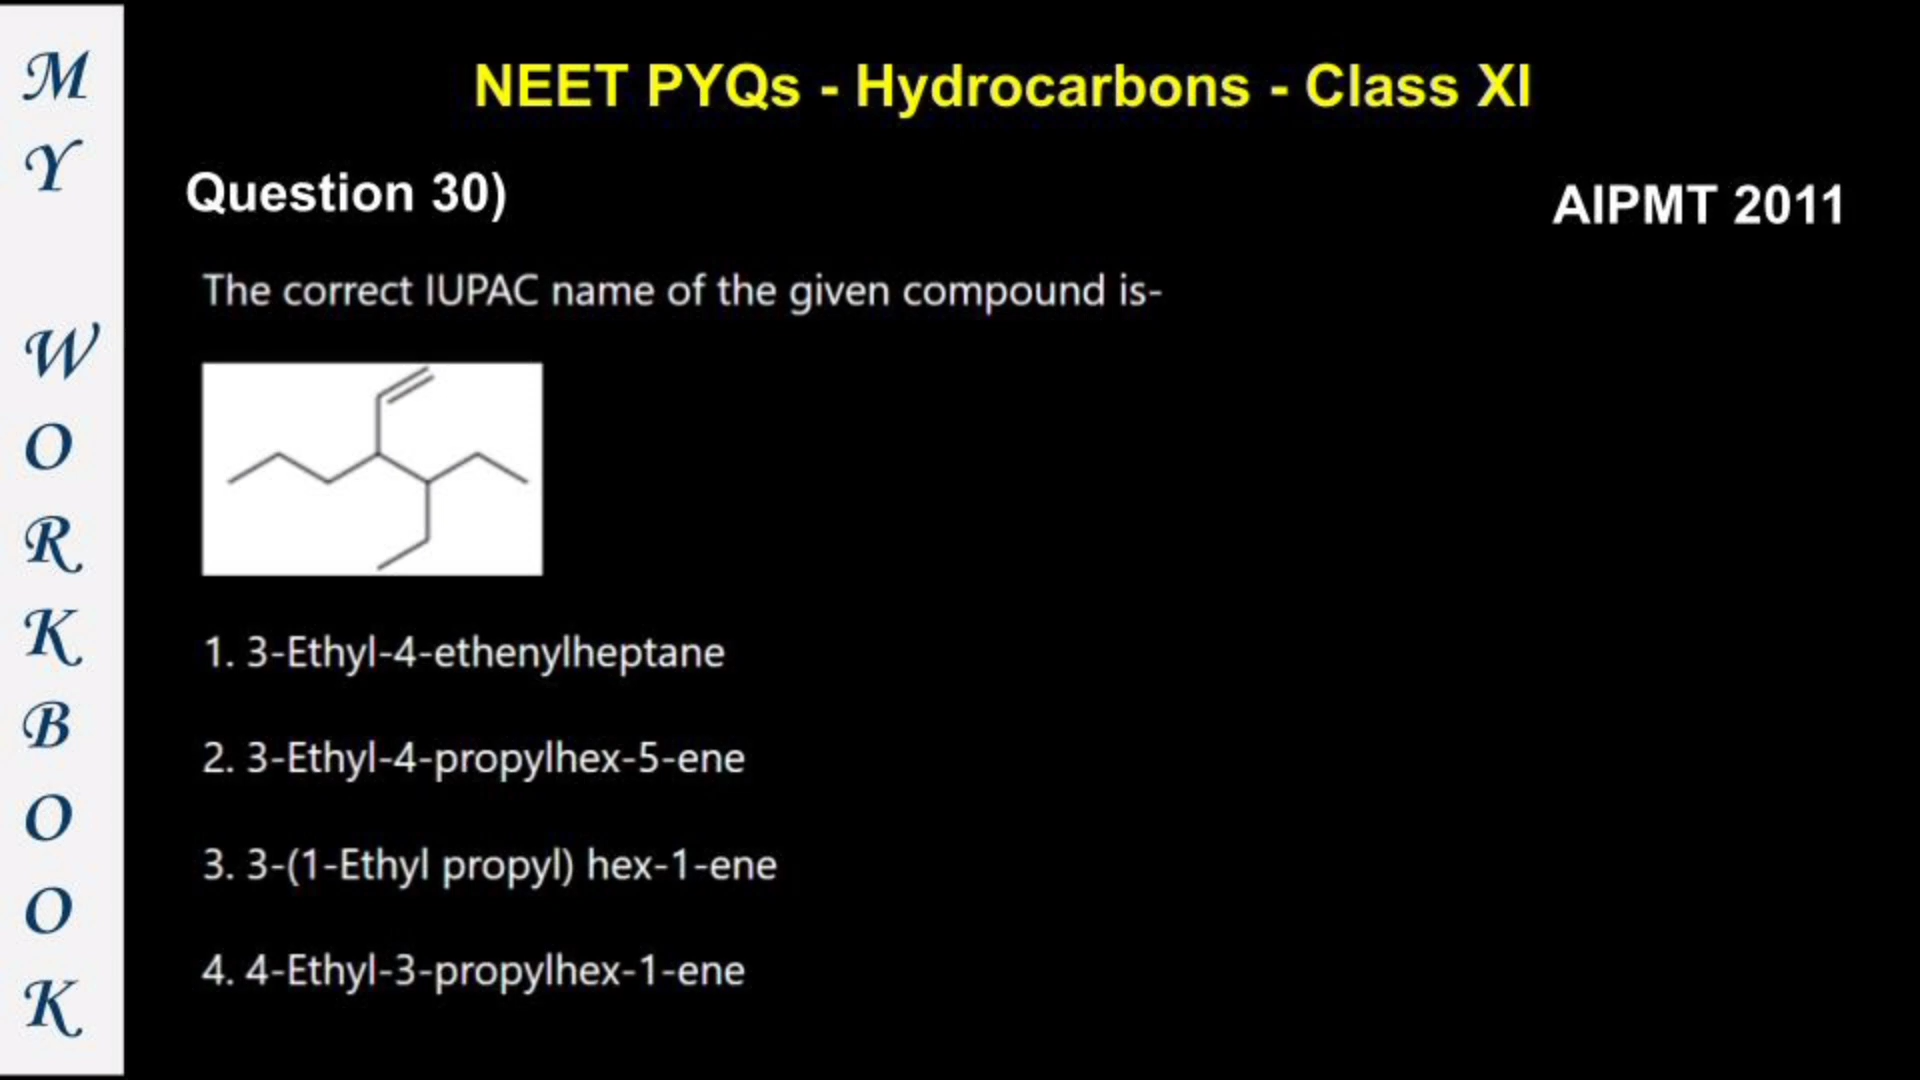 MY WORKBOOK
NEET PYQs - Hydrocarbons - Class XI
Question 30)
AIPMT 2011
The correct IUPAC name of the given compound is-
1. 3-Ethyl-4-ethenylheptane
2. 3-Ethyl-4-propylhex-5-ene
3. 3-(1-Ethyl propyl) hex-1-ene
4. 4-Ethyl-3-propylhex-1-ene